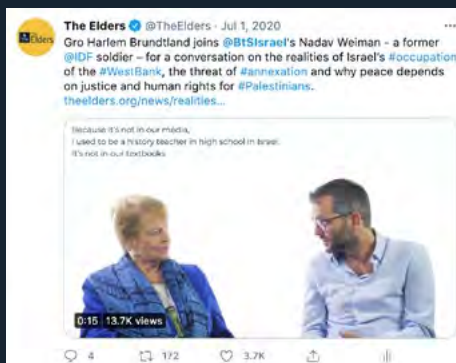 The Elders @TheElders · Jul 1, 2020
Elders
Gro Harlem Brundtland joins @BtSIsrael's Nadav Weiman - a former
@IDF soldier – for a conversation on the realities of Israel's #occupation
of the #WestBank, the threat of #annexation and why peace depends
on justice and human rights for #Palestinians.
theelders.org/news/realities...
Because it's not in our media,
I used to be a history teacher in high school in Israel.
It's not in our textbooks
0:15 13.7K views
4 172 3.7K